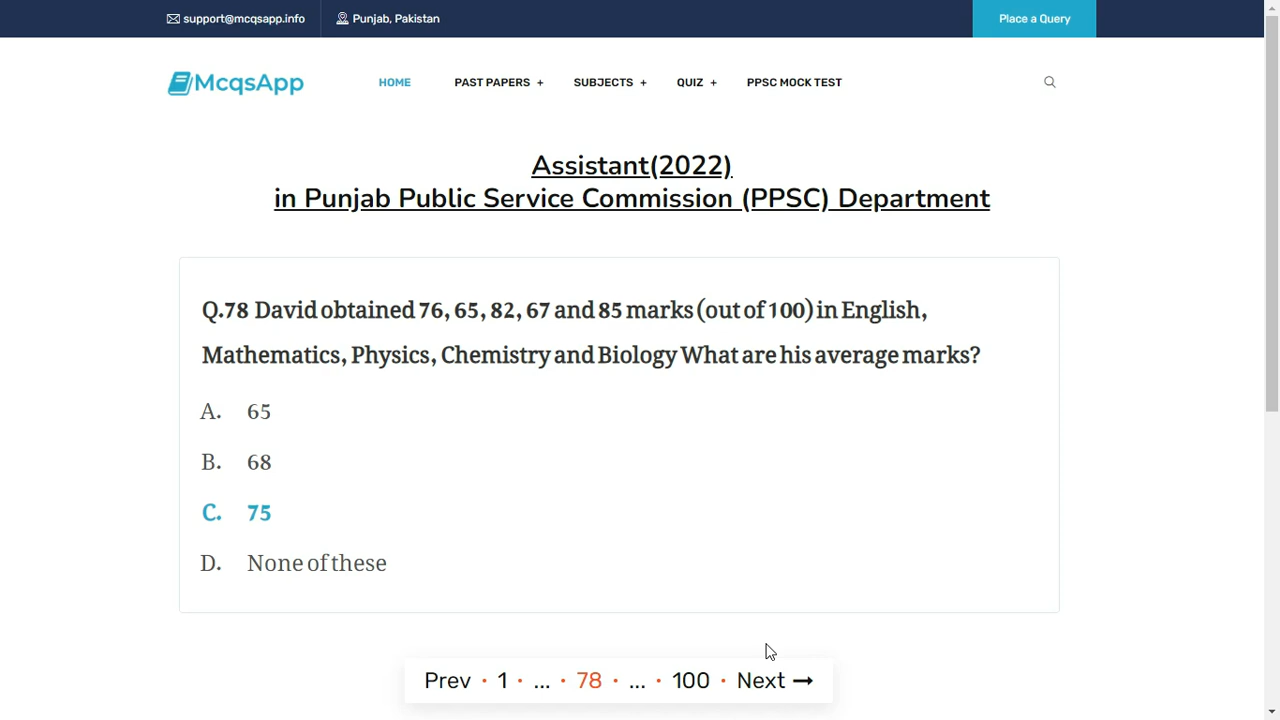 support@mcqsapp.info Punjab, Pakistan Place a Query
McqsApp HOME PAST PAPERS + SUBJECTS + QUIZ + PPSC MOCK TEST
Assistant(2022)
in Punjab Public Service Commission (PPSC) Department
Q.78 David obtained 76, 65, 82, 67 and 85 marks (out of 100) in English,
Mathematics, Physics, Chemistry and Biology What are his average marks?
A. 65
B. 68
C. 75
D. None of these
Prev · 1 · ... · 78 · ... · 100 · Next →